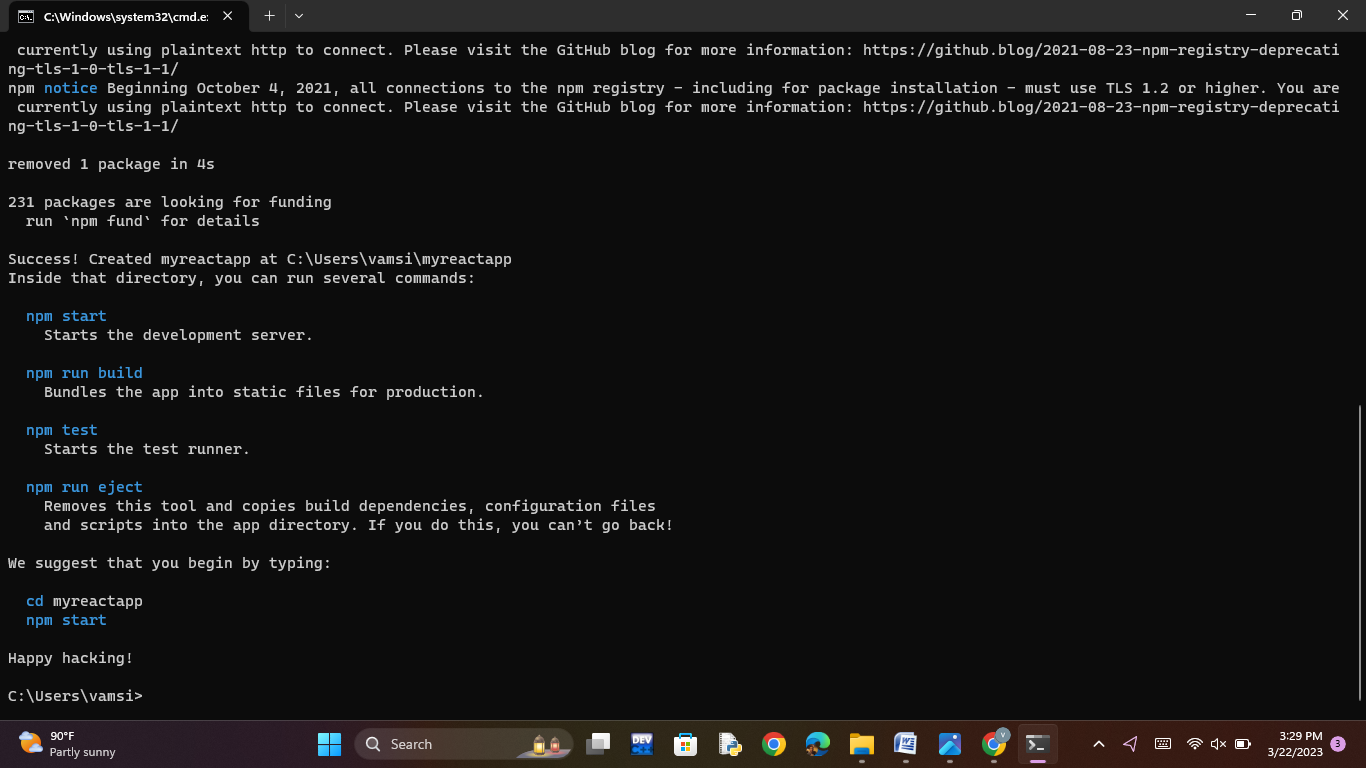 C:\Windows\system32\cmd.e:
currently using plaintext http to connect. Please visit the GitHub blog for more information: https://github.blog/2021-08-23-npm-registry-deprecati
ng-tls-1-0-tls-1-1/
npm notice Beginning October 4, 2021, all connections to the npm registry - including for package installation - must use TLS 1.2 or higher. You are
currently using plaintext http to connect. Please visit the GitHub blog for more information: https://github.blog/2021-08-23-npm-registry-deprecati
ng-tls-1-0-tls-1-1/
removed 1 package in 4s
231 packages are looking for funding
run `npm fund` for details
Success! Created myreactapp at C:\Users\vamsi\myreactapp
Inside that directory, you can run several commands:
npm start
Starts the development server.
npm run build
Bundles the app into static files for production.
npm test
Starts the test runner.
npm run eject
Removes this tool and copies build dependencies, configuration files
and scripts into the app directory. If you do this, you can’t go back!
We suggest that you begin by typing:
cd myreactapp
npm start
Happy hacking!
C:\Users\vamsi>
90°F
Partly sunny
Search
DEV
V
3:29 PM
3/22/2023
3